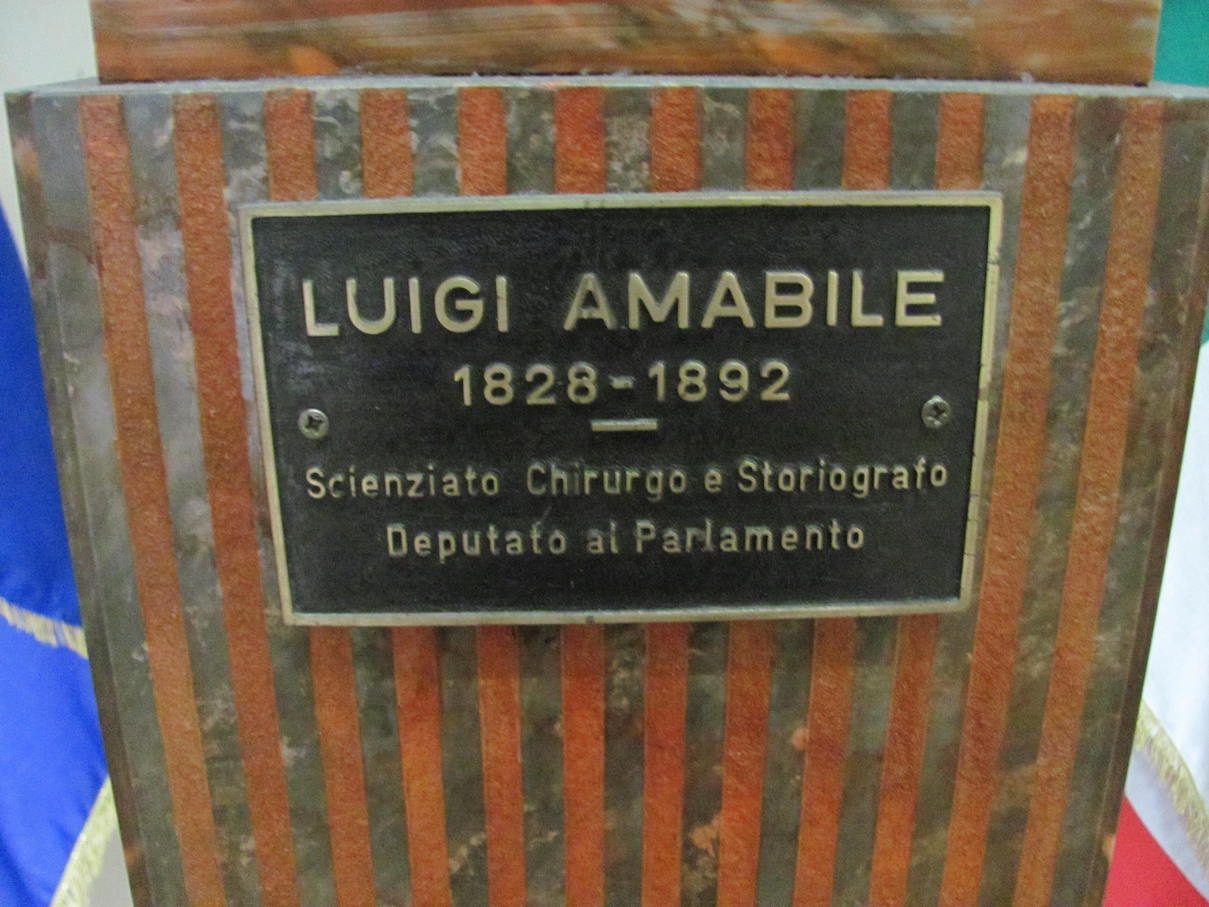 LUIGI AMABILE
1828-1892
Scienziato Chirurgo e Storiografo
Deputato al Parlamento